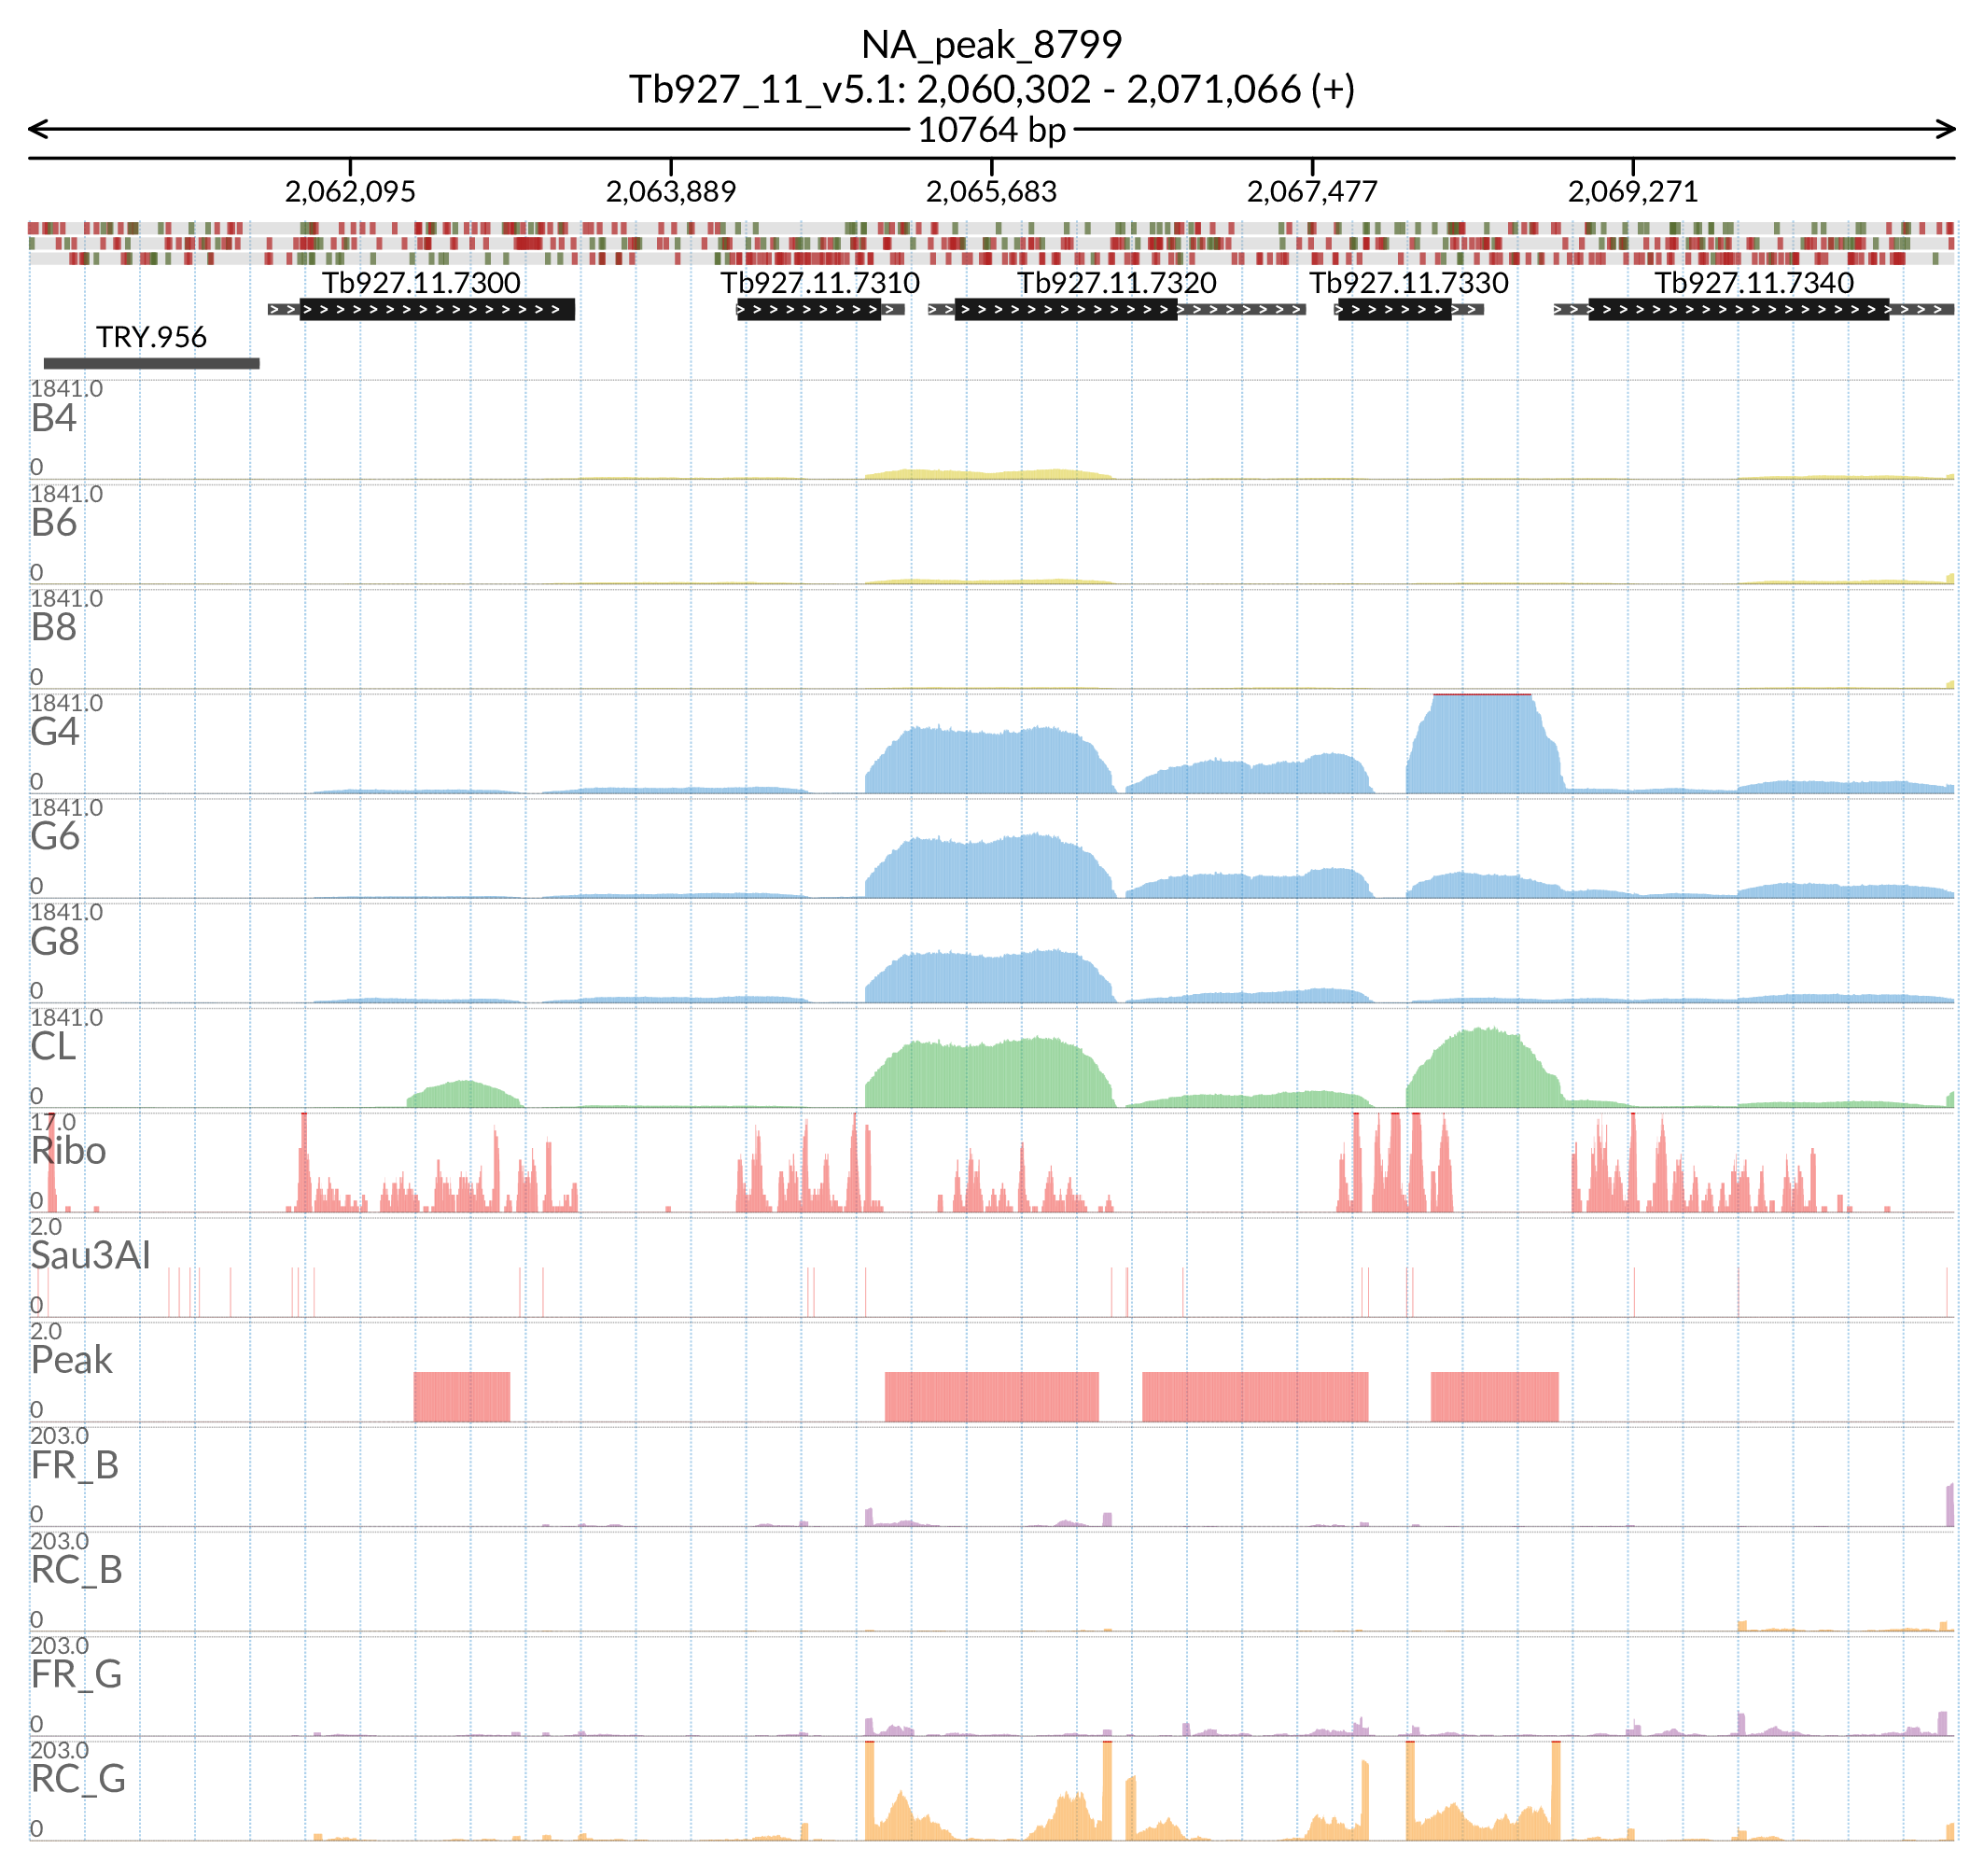 NA_peak_8799
Tb927_11_v5.1: 2,060,302 - 2,071,066 (+)
10764 bp
2,062,095 2,063,889 2,065,683 2,067,477 2,069,271
Tb927.11.7300 Tb927.11.7310 Tb927.11.7320 Tb927.11.7330 Tb927.11.7340
TRY.956
1841.0
B4
0
1841.0
B6
0
1841.0
B8
0
1841.0
G4
0
1841.0
G6
0
1841.0
G8
0
1841.0
CL
0
17.0
Ribo
0
2.0
Sau3AI
0
2.0
Peak
0
203.0
FR_B
0
203.0
RC_B
0
203.0
FR_G
0
203.0
RC_G
0